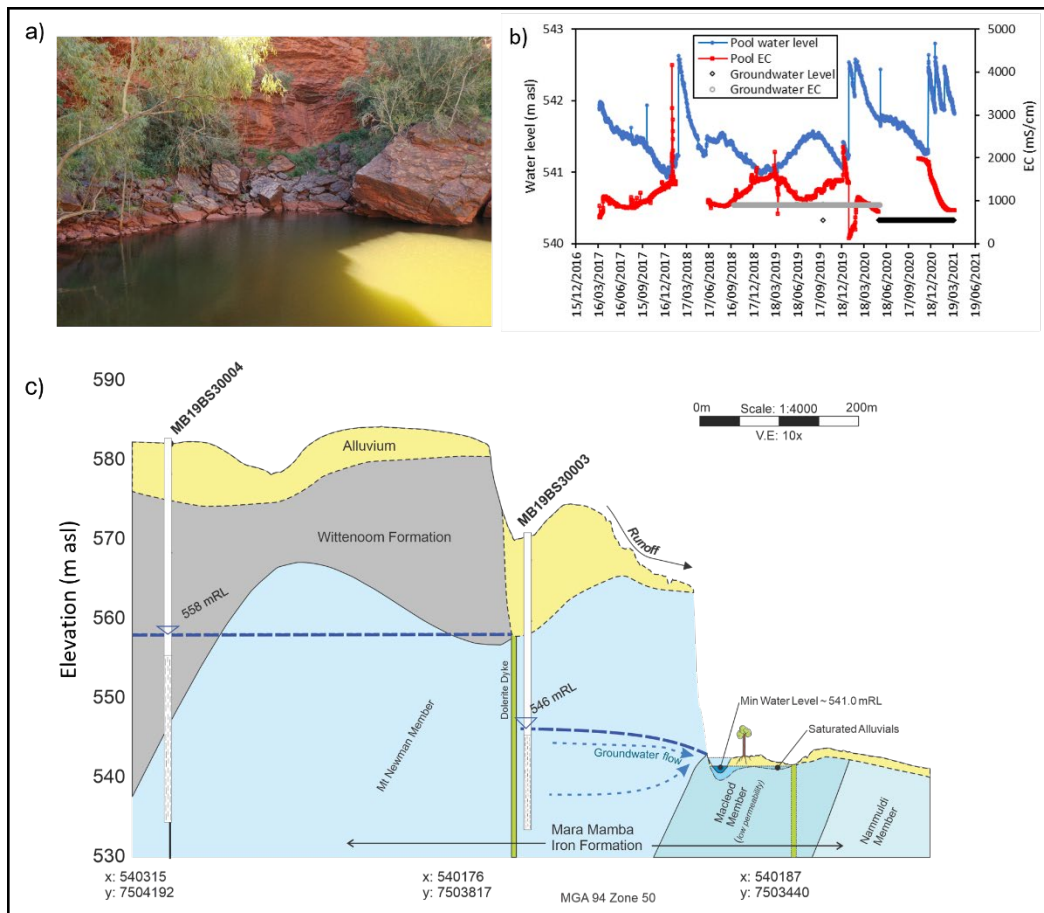 a)
b)
543
542
541
540
Water level (m asl)
Pool water level
Pool EC
Groundwater Level
Groundwater EC
5000
4000
3000
2000
1000
0
EC (mS/cm)
15/12/2016
16/03/2017
15/06/2017
15/09/2017
16/12/2017
17/03/2018
17/06/2018
16/09/2018
17/12/2018
18/03/2019
18/06/2019
17/09/2019
18/12/2019
18/03/2020
18/06/2020
17/09/2020
18/12/2020
19/03/2021
19/06/2021
c)
590
580
570
560
550
540
530
Elevation (m asl)
MB19BS30004
MB19BS30003
0m Scale: 1:4000 200m
V.E: 10x
Alluvium
Wittenoom Formation
Runoff
558 mRL
Dolerite Dyke
546 mRL
Mt Newman Member
Groundwater flow
Min Water Level ~ 541.0 mRL
Saturated Alluvials
Macleod
Member
(low permeability)
Nammuldi
Member
Mara Mamba
Iron Formation
x: 540315
y: 7504192
x: 540176
y: 7503817
MGA 94 Zone 50
x: 540187
y: 7503440